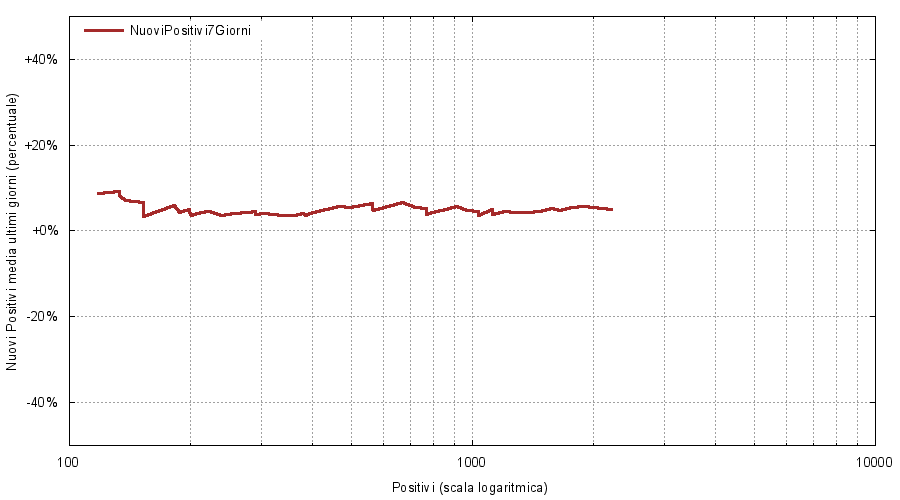 NuoviPositivi7Giorni
+40%
+20%
+0%
-20%
-40%
Nuovi Positivi media ultimi giorni (percentuale)
100
1000
10000
Positivi (scala logaritmica)